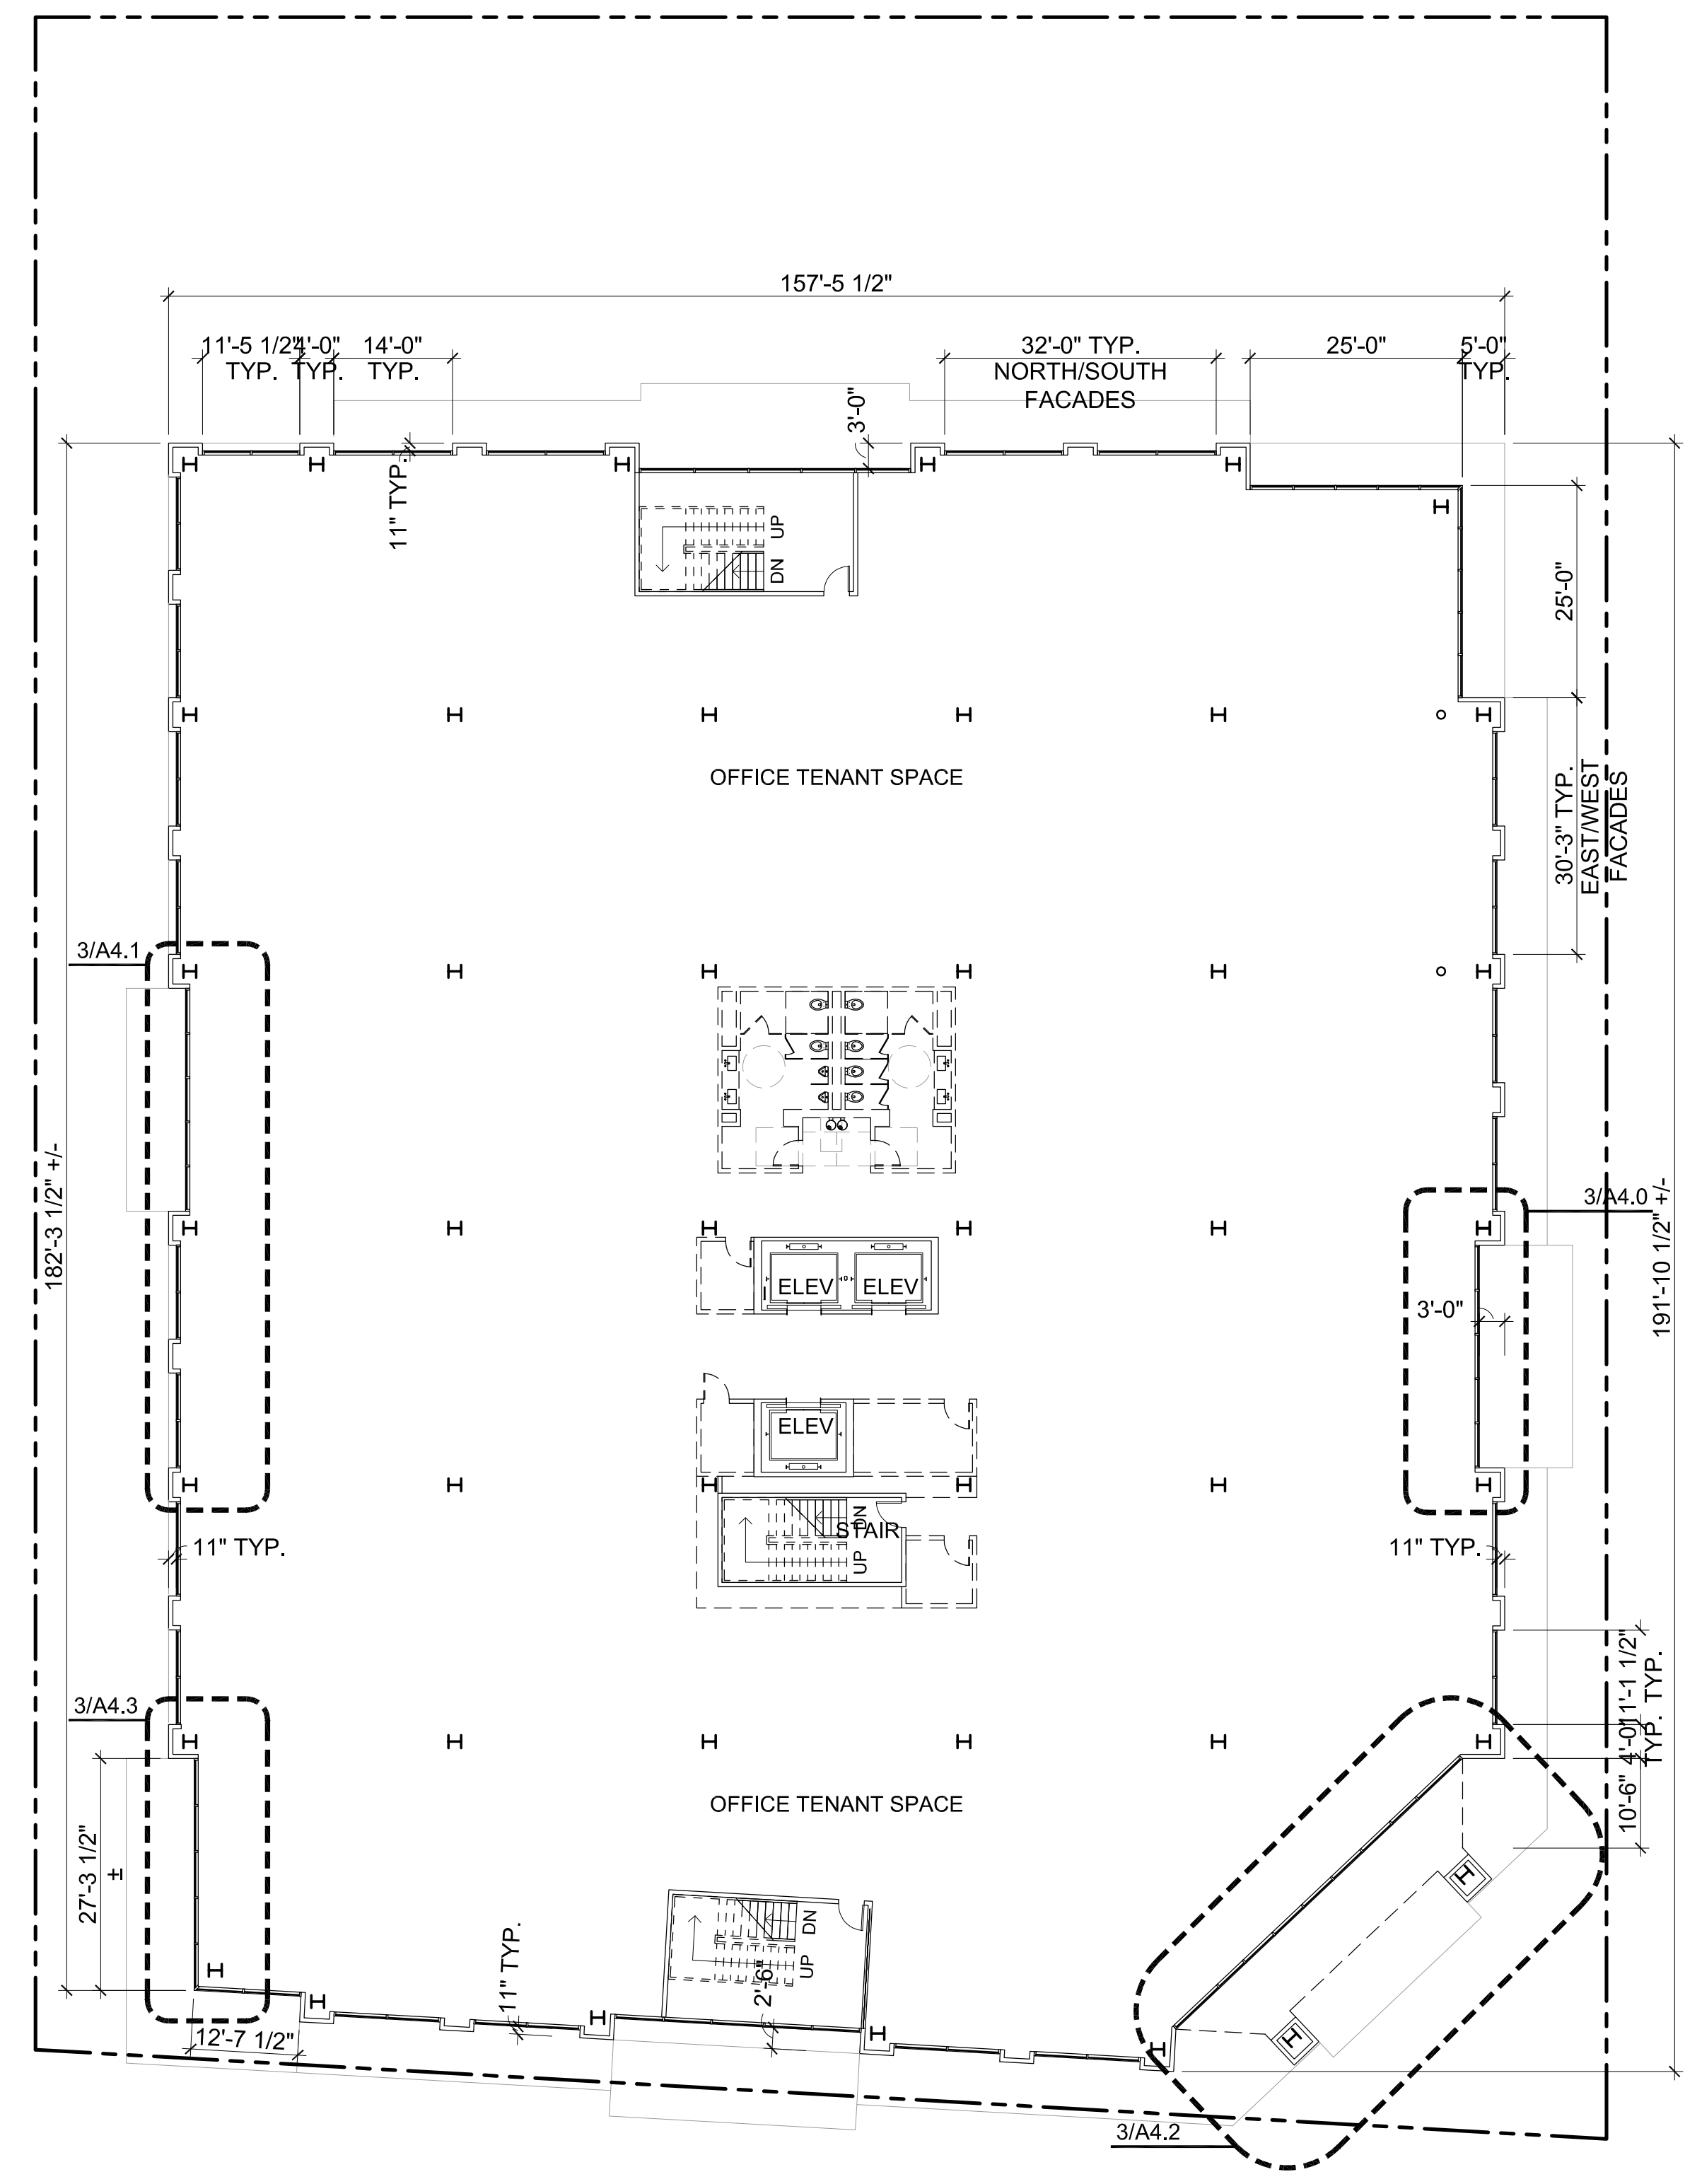 157'-5 1/2"
11'-5 1/2"
TYP.
4'-0"
TYP.
14'-0"
TYP.
32'-0" TYP.
NORTH/SOUTH
FACADES
25'-0"
5'-0"
TYP.
3'-0"
11" TYP.
UP
DN
25'-0"
OFFICE TENANT SPACE
30'-3" TYP.
EAST/WEST
FACADES
3/A4.1
182'-3 1/2" +/-
3/A4.0
191'-10 1/2" +/-
ELEV
ELEV
3'-0"
ELEV
DN
STAIR
UP
11" TYP.
11" TYP.
11'-1 1/2"
TYP.
4'-0"
TYP.
10'-6"
3/A4.3
OFFICE TENANT SPACE
27'-3 1/2"
±
DN
UP
11" TYP.
2'-6"
12'-7 1/2"
3/A4.2